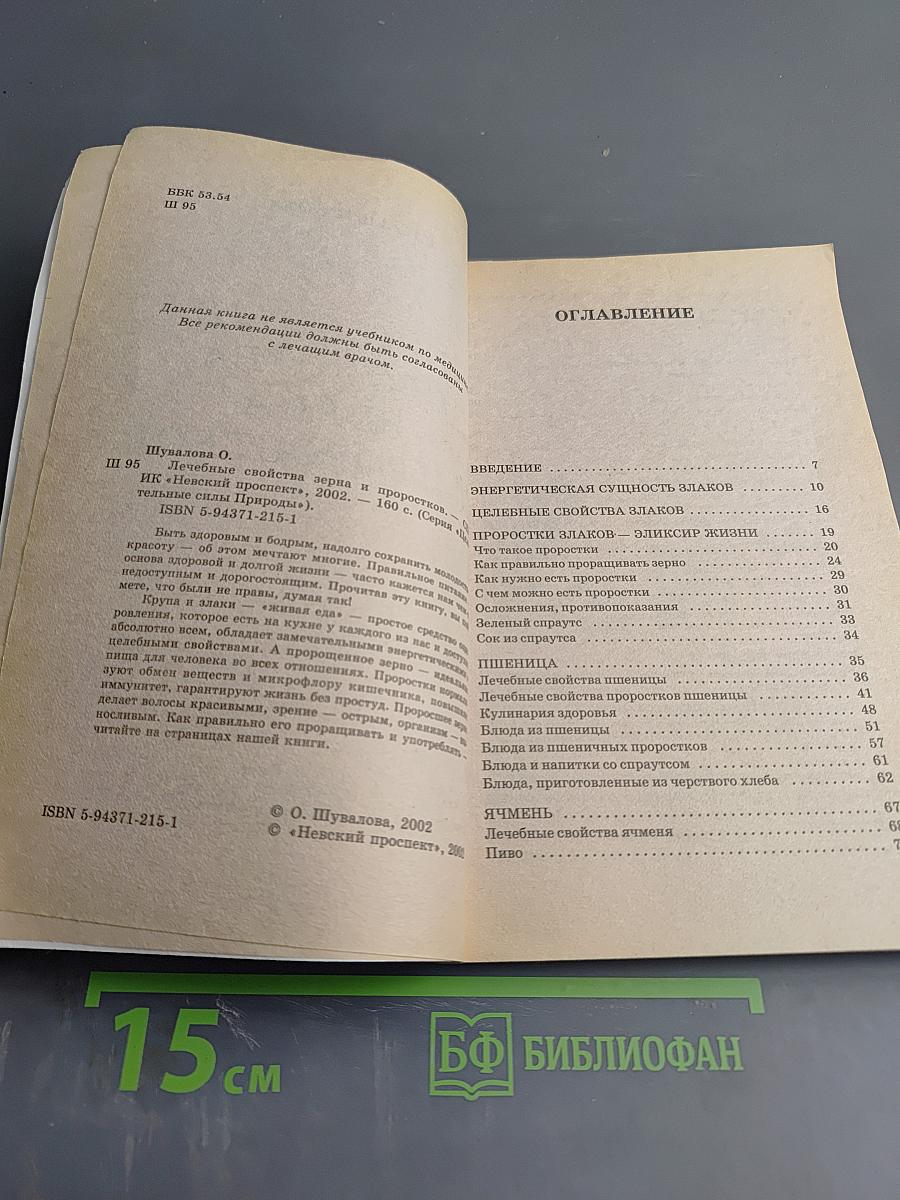 ББК 53.54
Ш 95
Данная книга не является учебником по
Все рекомендации должны быть согласованы
с лечащим врачом.
Шувалова О.
Ш 95 Лечебные свойства зерна и проростков. —
ИК «Невский проспект», 2002. — 160 с. (Серия
тельные силы Природы»).
ISBN 5-94371-215-1
Быть здоровым и бодрым, надолго сохранить молодость
красоту — об этом мечтают многие. Правильное питание
основа здоровой и долгой жизни — часто кажется нам чем-
недоступным и дорогостоящим. Прочитав эту книгу, вы
мете, что были не правы, думая так!
Крупа и злаки — «живая еда» — простое средство
ровления, которое есть на кухне у каждого из нас и
абсолютно всем, обладает замечательными энергетическими
целебными свойствами. А пророщенное зерно —
пища для человека во всех отношениях. Проростки
зуют обмен веществ и микрофлору кишечника,
иммунитет, гарантируют жизнь без простуд. Проросшее
делает волосы красивыми, зрение — острым, организм —
носливым. Как правильно его проращивать и употреблять —
читайте на страницах нашей книги.
ISBN 5-94371-215-1
© О. Шувалова, 2002
© «Невский проспект»,
ОГЛАВЛЕНИЕ
ВВЕДЕНИЕ ........ 7
ЭНЕРГЕТИЧЕСКАЯ СУЩНОСТЬ ЗЛАКОВ ........ 10
ЦЕЛЕБНЫЕ СВОЙСТВА ЗЛАКОВ ........ 16
ПРОРОСТКИ ЗЛАКОВ — ЭЛИКСИР ЖИЗНИ ....... 19
Что такое проростки ........ 20
Как правильно проращивать зерно ........ 24
Как нужно есть проростки ........ 29
С чем можно есть проростки ........ 30
Осложнения, противопоказания ........ 31
Зеленый спраутс ........ 33
Сок из спраутса ........ 34
ПШЕНИЦА ........ 35
Лечебные свойства пшеницы ........ 36
Лечебные свойства проростков пшеницы ........ 41
Кулинария здоровья ........ 48
Блюда из пшеницы ........ 51
Блюда из пшеничных проростков ........ 57
Блюда и напитки со спраутсом ........ 61
Блюда, приготовленные из черствого хлеба ........ 62
ЯЧМЕНЬ ........ 67
Лечебные свойства ячменя ........ 68
Пиво ........
15 см
БФ БИБЛИОФАН